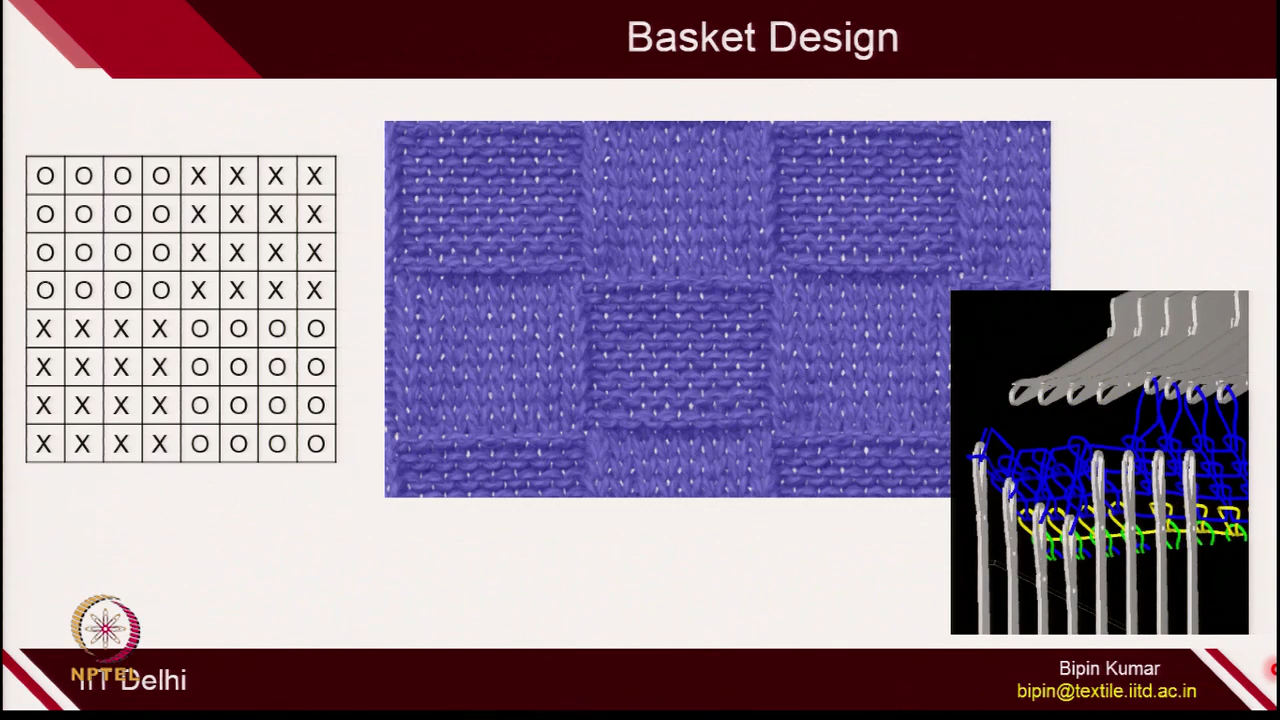 Basket Design
O O O O X X X X
O O O O X X X X
O O O O X X X X
O O O O X X X X
X X X X O O O O
X X X X O O O O
X X X X O O O O
X X X X O O O O
NPTEL
IIT Delhi
Bipin Kumar
bipin@textile.iitd.ac.in